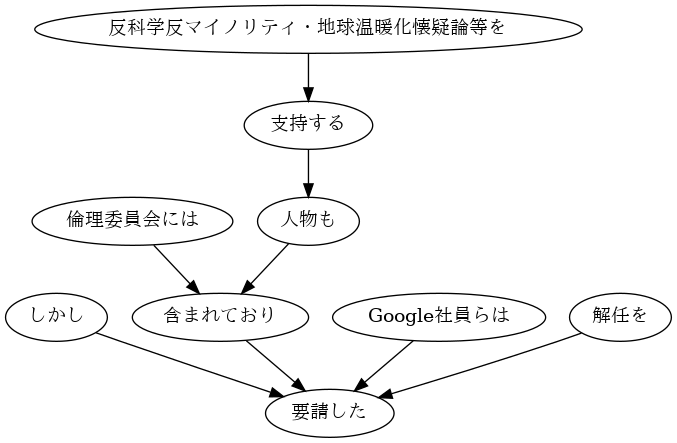 反科学反マイノリティ・地球温暖化懐疑論等を
支持する
倫理委員会には
人物も
しかし
含まれており
Google社員らは
解任を
要請した